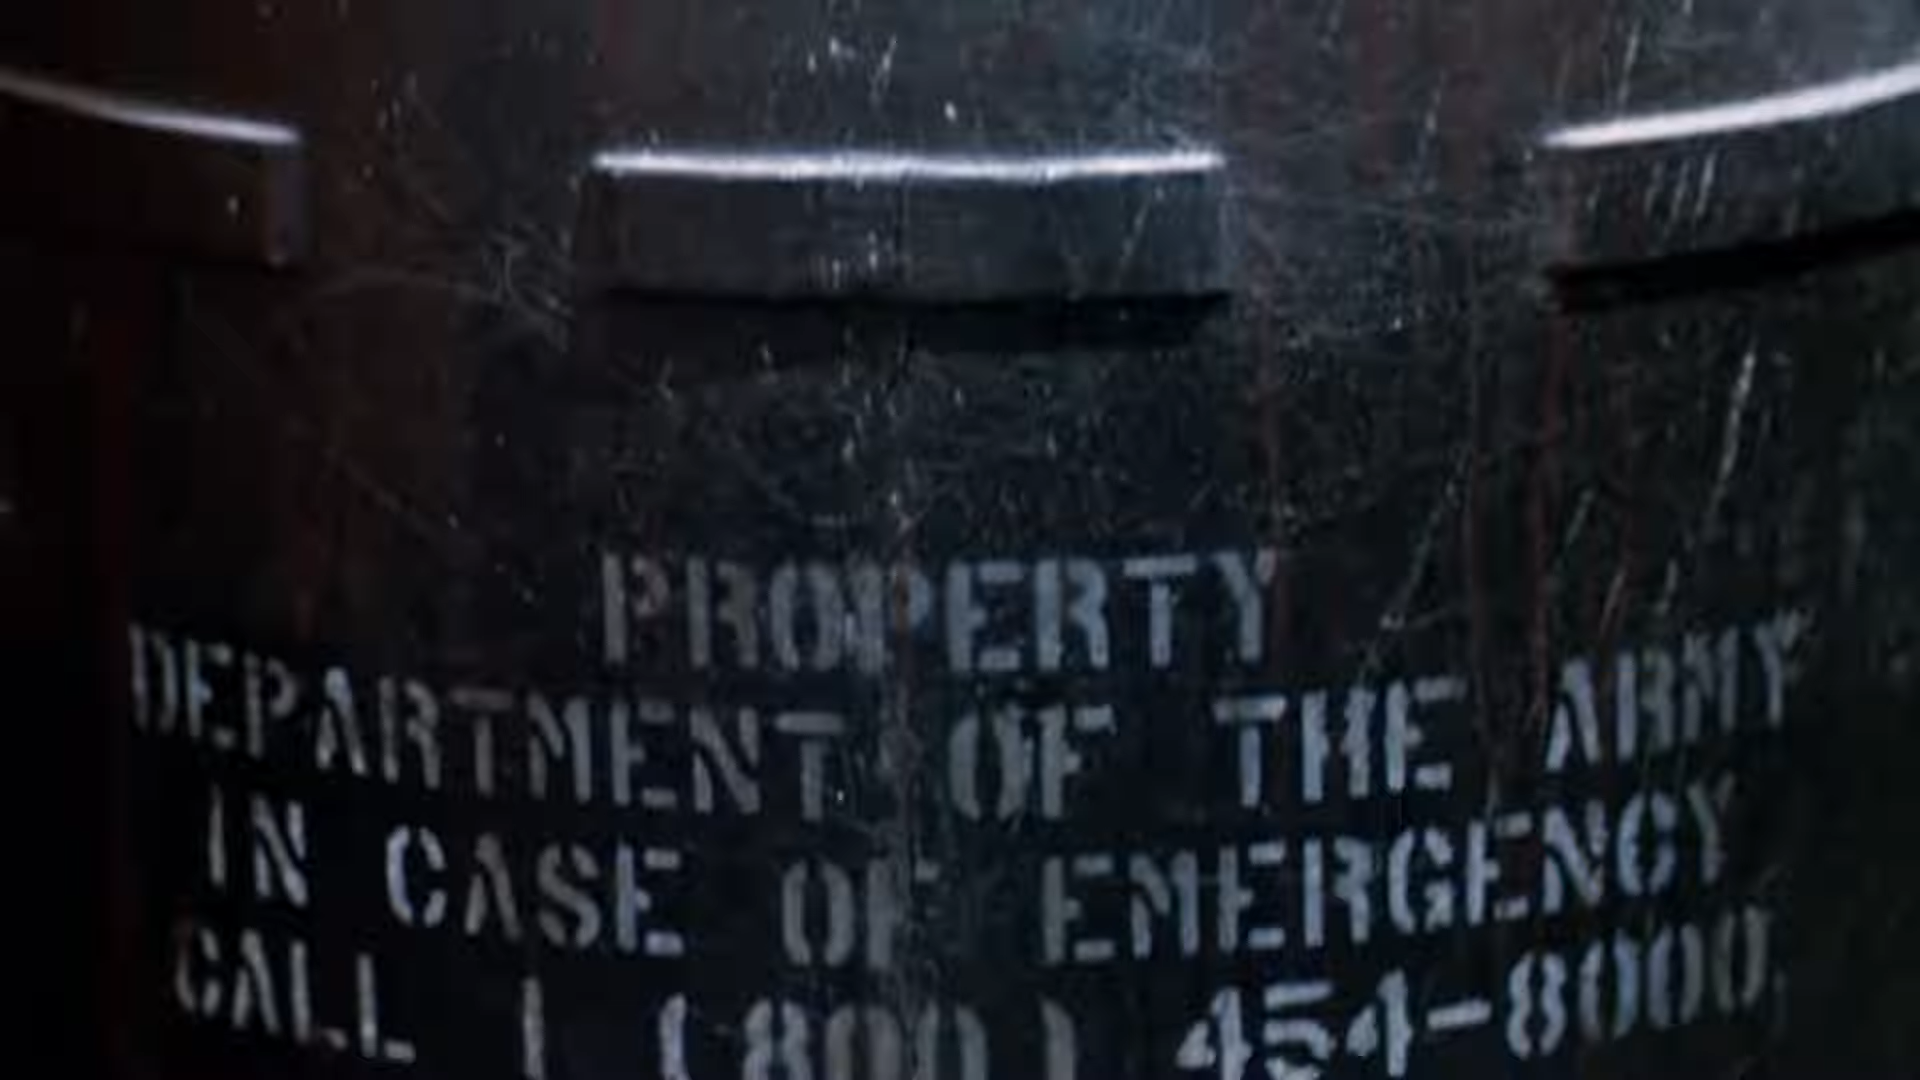 PROPERTY
DEPARTMENT OF THE ARMY
IN CASE OF EMERGENCY
CALL 1 (800) 454-8000